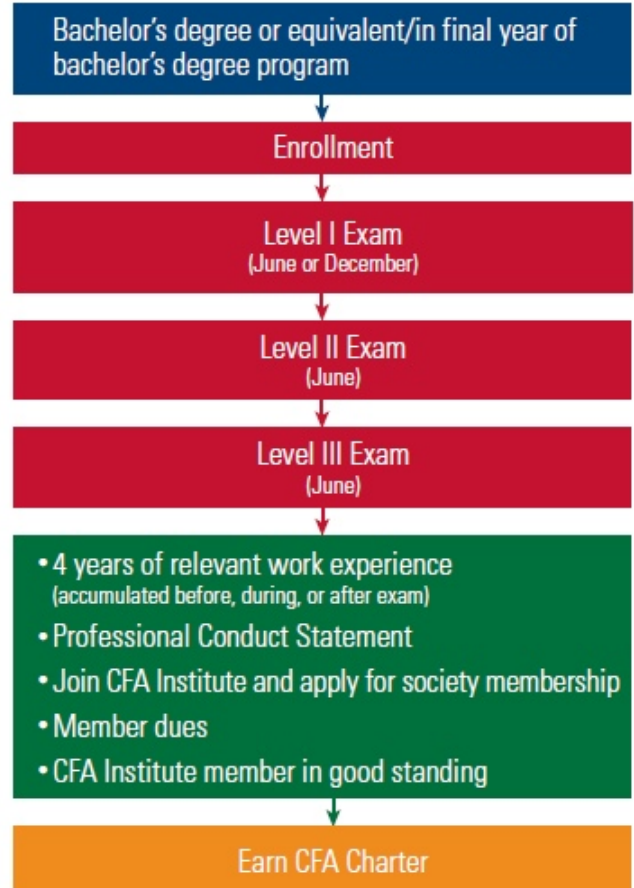 Bachelor’s degree or equivalent/in final year of
bachelor’s degree program
Enrollment
Level I Exam
(June or December)
Level II Exam
(June)
Level III Exam
(June)
• 4 years of relevant work experience
(accumulated before, during, or after exam)
• Professional Conduct Statement
• Join CFA Institute and apply for society membership
• Member dues
• CFA Institute member in good standing
Earn CFA Charter